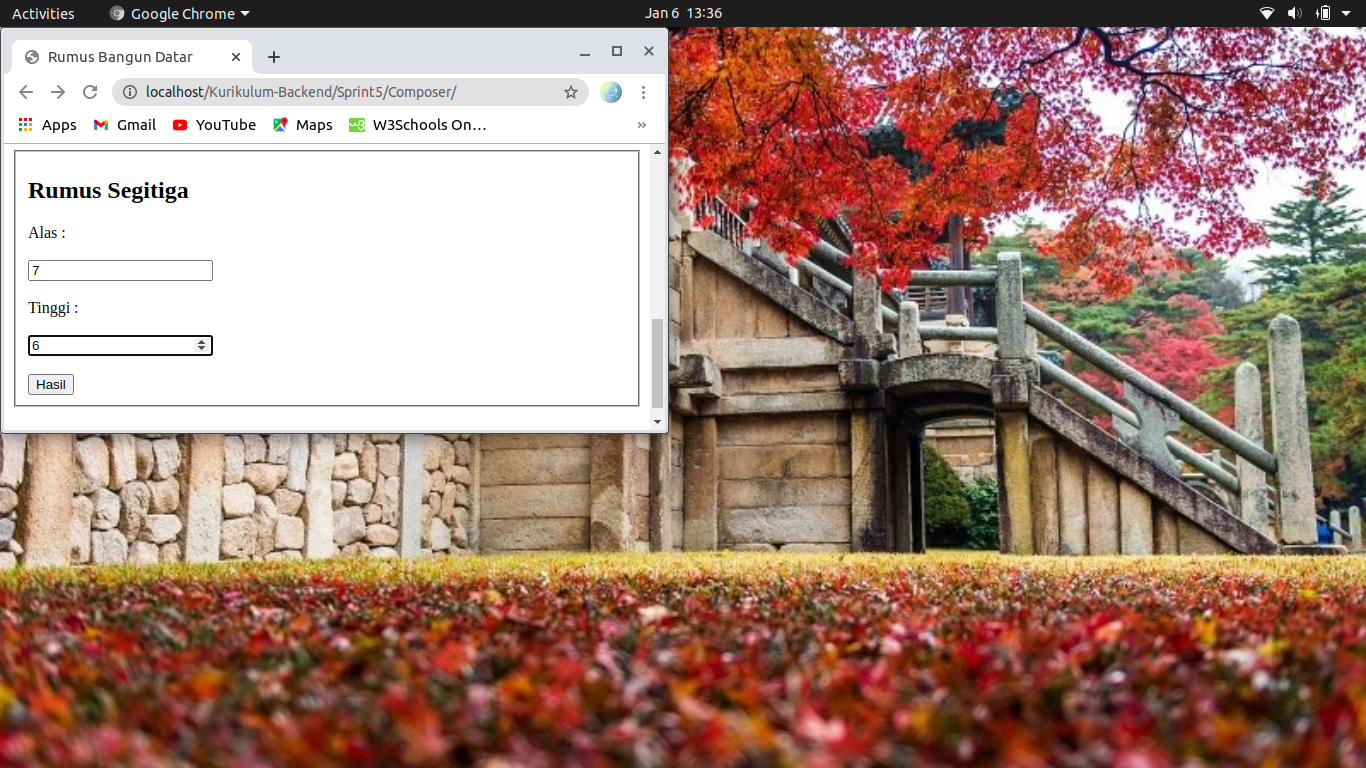 Activities
Google Chrome
Jan 6 13:36
Rumus Bangun Datar
localhost/Kurikulum-Backend/Sprint5/Composer/
Apps
Gmail
YouTube
Maps
W3Schools On…
Rumus Segitiga
Alas :
7
Tinggi :
6
Hasil